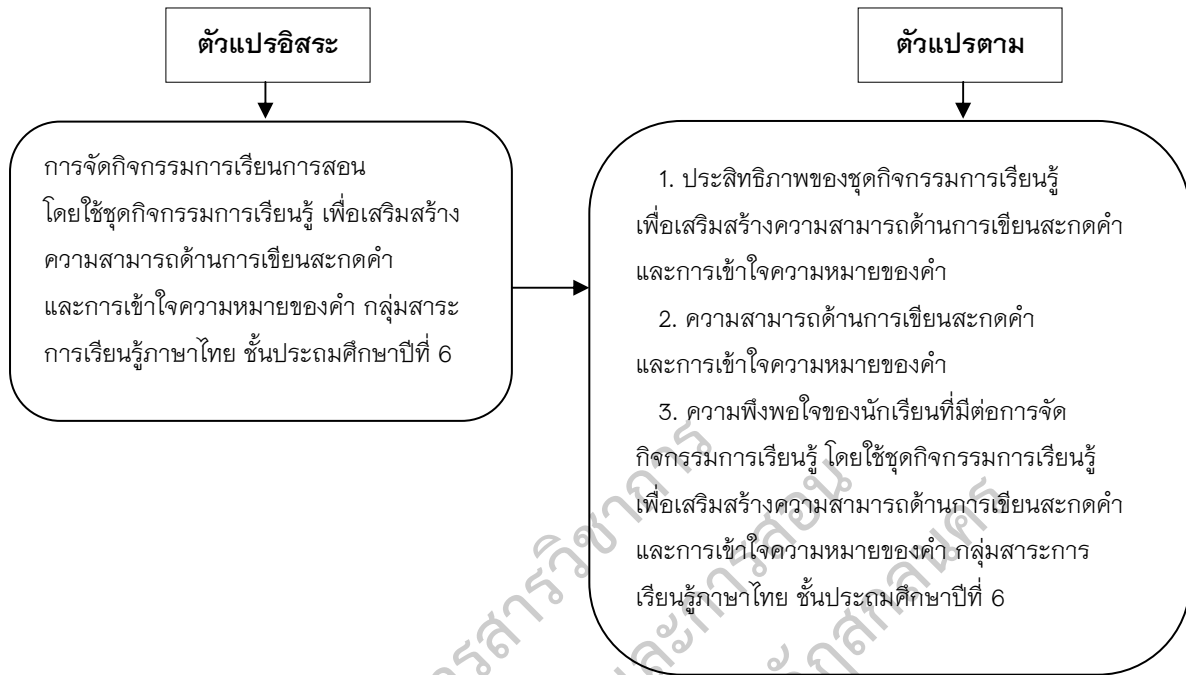 ตัวแปรอิสระ
ตัวแปรตาม
การจัดกิจกรรมการเรียนการสอน
โดยใช้ชุดกิจกรรมการเรียนรู้ เพื่อเสริมสร้าง
ความสามารถด้านการเขียนสะกดคำ
และการเข้าใจความหมายของคำ กลุ่มสาระ
การเรียนรู้ภาษาไทย ชั้นประถมศึกษาปีที่ 6
1. ประสิทธิภาพของชุดกิจกรรมการเรียนรู้
เพื่อเสริมสร้างความสามารถด้านการเขียนสะกดคำ
และการเข้าใจความหมายของคำ
2. ความสามารถด้านการเขียนสะกดคำ
และการเข้าใจความหมายของคำ
3. ความพึงพอใจของนักเรียนที่มีต่อการจัด
กิจกรรมการเรียนรู้ โดยใช้ชุดกิจกรรมการเรียนรู้
เพื่อเสริมสร้างความสามารถด้านการเขียนสะกดคำ
และการเข้าใจความหมายของคำ กลุ่มสาระการ
เรียนรู้ภาษาไทย ชั้นประถมศึกษาปีที่ 6